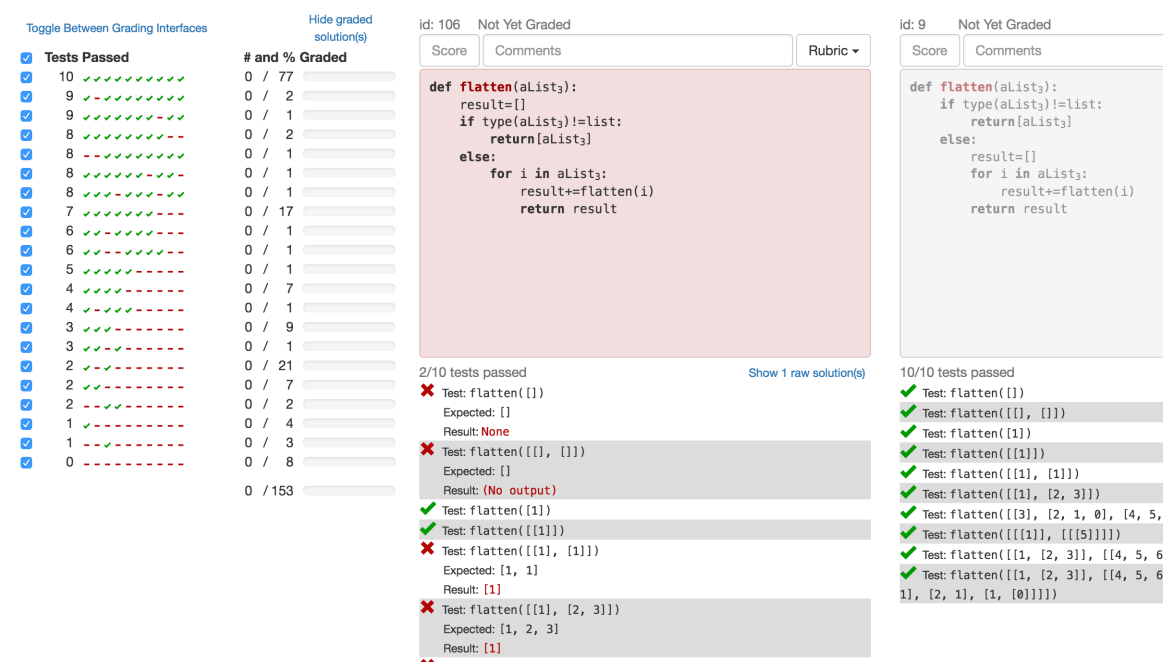 Toggle Between Grading Interfaces
Hide graded solution(s)
Tests Passed # and % Graded
10 ✓✓✓✓✓✓✓✓✓✓ 0 / 77
9 ✓-✓✓✓✓✓✓✓✓ 0 / 2
9 ✓✓✓✓✓✓✓-✓✓ 0 / 1
8 ✓✓✓✓✓✓✓✓-- 0 / 2
8 --✓✓✓✓✓✓✓✓ 0 / 1
8 ✓✓✓✓✓✓-✓✓- 0 / 1
8 ✓✓✓-✓✓✓-✓✓ 0 / 1
7 ✓✓✓✓✓✓✓--- 0 / 17
6 ✓✓-✓✓✓✓--- 0 / 1
6 ✓✓--✓✓✓✓-- 0 / 1
5 ✓✓✓✓✓----- 0 / 1
4 ✓✓✓✓------ 0 / 7
4 ✓-✓✓✓----- 0 / 1
3 ✓✓✓------- 0 / 9
3 ✓✓-✓------ 0 / 1
2 ✓-✓------- 0 / 21
2 ✓✓-------- 0 / 7
2 --✓✓------ 0 / 2
1 ✓--------- 0 / 4
1 --✓------- 0 / 3
0 ---------- 0 / 8
0 / 153
id: 106 Not Yet Graded
Score Comments Rubric
def flatten(aList₃):
    result=[]
    if type(aList₃)!=list:
        return[aList₃]
    else:
        for i in aList₃:
            result+=flatten(i)
            return result
2/10 tests passed Show 1 raw solution(s)
Test: flatten([])
Expected: []
Result: None
Test: flatten([[], []])
Expected: []
Result: (No output)
Test: flatten([1])
Test: flatten([[1]])
Test: flatten([[1], [1]])
Expected: [1, 1]
Result: [1]
Test: flatten([[1], [2, 3]])
Expected: [1, 2, 3]
Result: [1]
id: 9 Not Yet Graded
Score Comments
def flatten(aList₃):
    if type(aList₃)!=list:
        return[aList₃]
    else:
        result=[]
        for i in aList₃:
            result+=flatten(i)
        return result
10/10 tests passed
Test: flatten([])
Test: flatten([[], []])
Test: flatten([1])
Test: flatten([[1]])
Test: flatten([[1], [1]])
Test: flatten([[1], [2, 3]])
Test: flatten([[3], [2, 1, 0], [4, 5,
Test: flatten([[[1]], [[[5]]]])
Test: flatten([[1, [2, 3]], [[4, 5, 6
Test: flatten([[1, [2, 3]], [[4, 5, 6
1], [2, 1], [1, [0]]]])